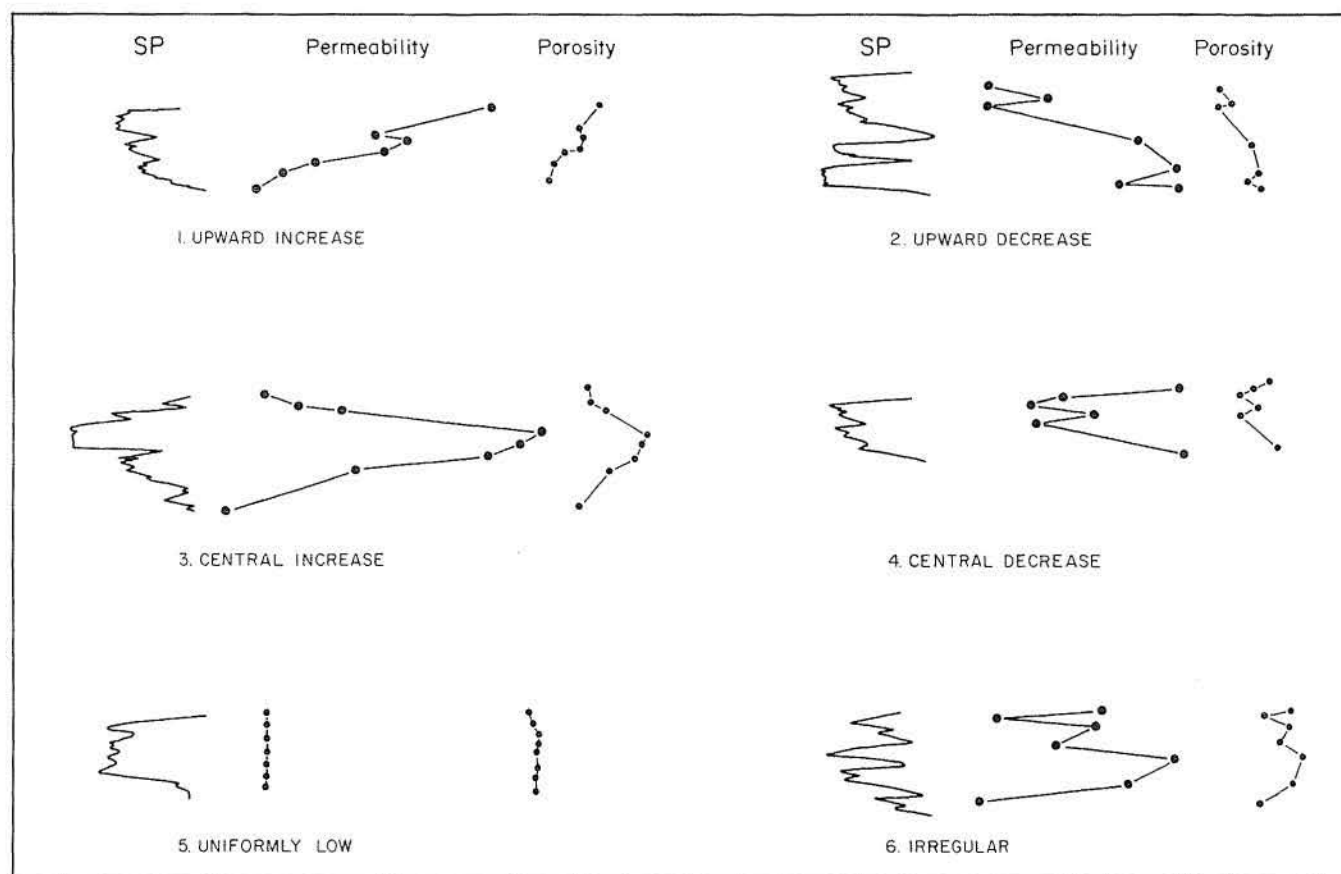 SP Permeability Porosity
SP Permeability Porosity
1. UPWARD INCREASE
2. UPWARD DECREASE
3. CENTRAL INCREASE
4. CENTRAL DECREASE
5. UNIFORMLY LOW
6. IRREGULAR